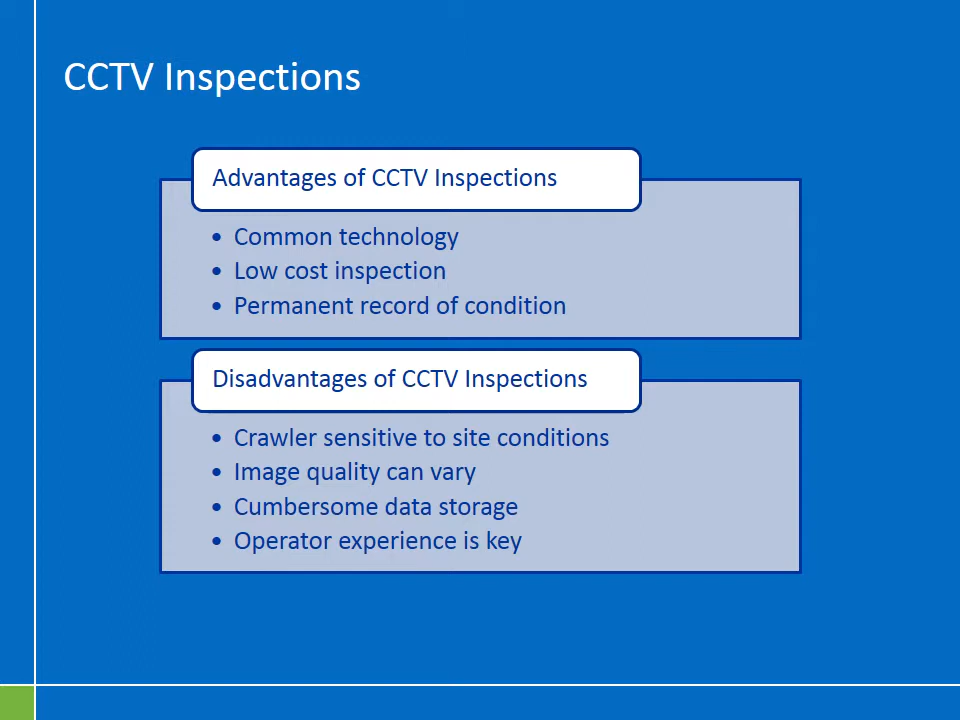 CCTV Inspections
Advantages of CCTV Inspections
• Common technology
• Low cost inspection
• Permanent record of condition
Disadvantages of CCTV Inspections
• Crawler sensitive to site conditions
• Image quality can vary
• Cumbersome data storage
• Operator experience is key